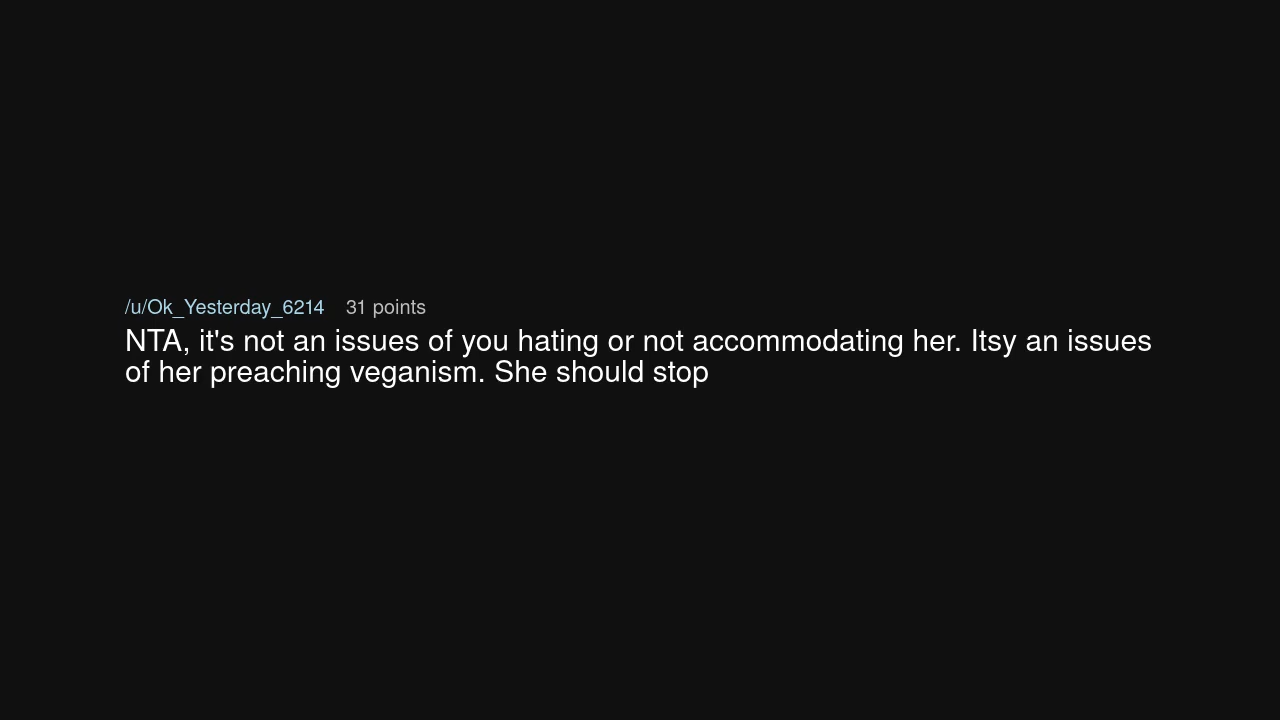 /u/Ok_Yesterday_6214 31 points
NTA, it's not an issues of you hating or not accommodating her. Itsy an issues
of her preaching veganism. She should stop